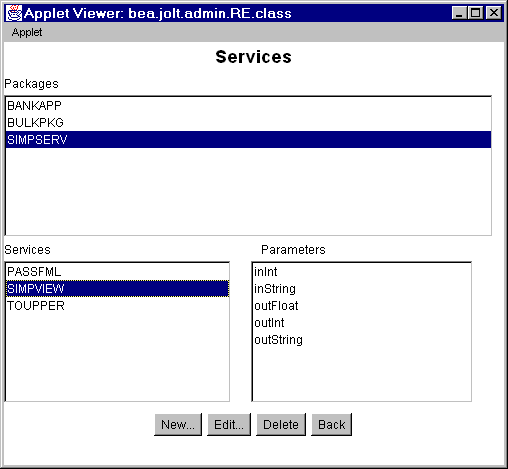 Applet Viewer: bea.jolt.admin.RE.class
Applet
Services
Packages
BANKAPP
BULKPKG
SIMPSERV
Services
PASSFML
SIMPVIEW
TOUPPER
Parameters
inInt
inString
outFloat
outInt
outString
New... Edit... Delete Back